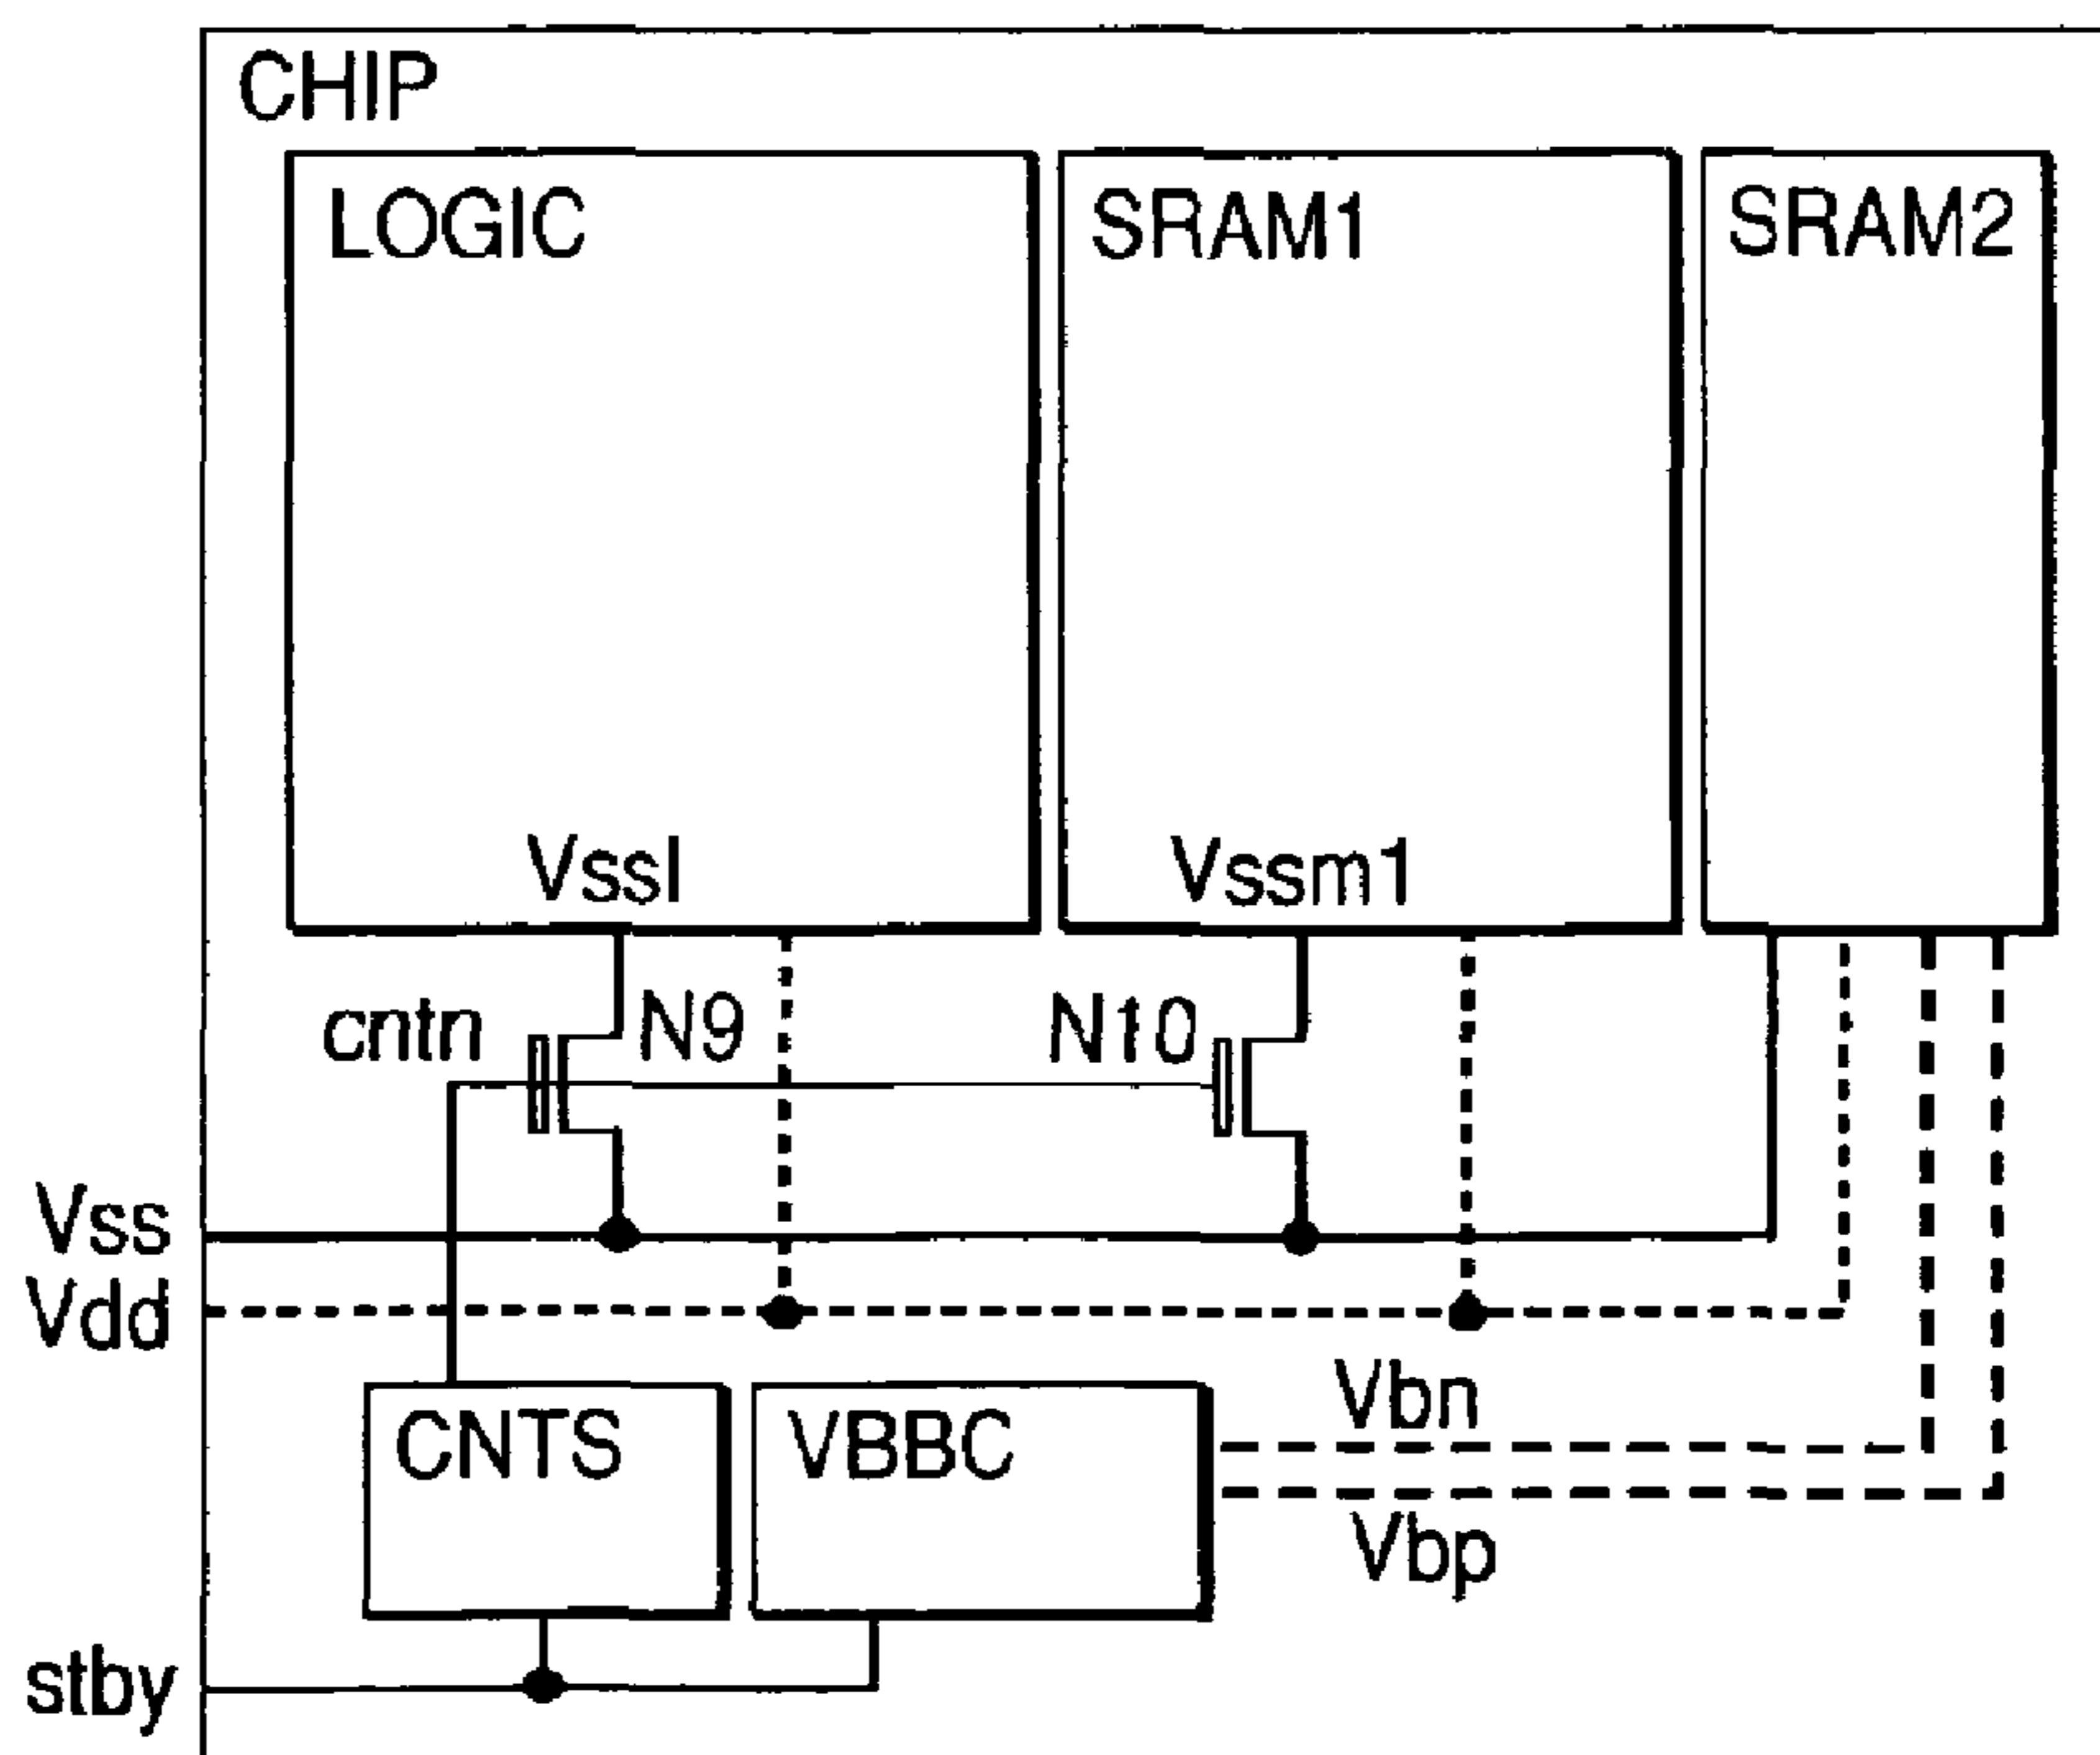 CHIP
LOGIC
SRAM1
SRAM2
Vssl
Vssm1
cntn
N9
N10
Vss
Vdd
CNTS
VBBC
Vbn
Vbp
stby